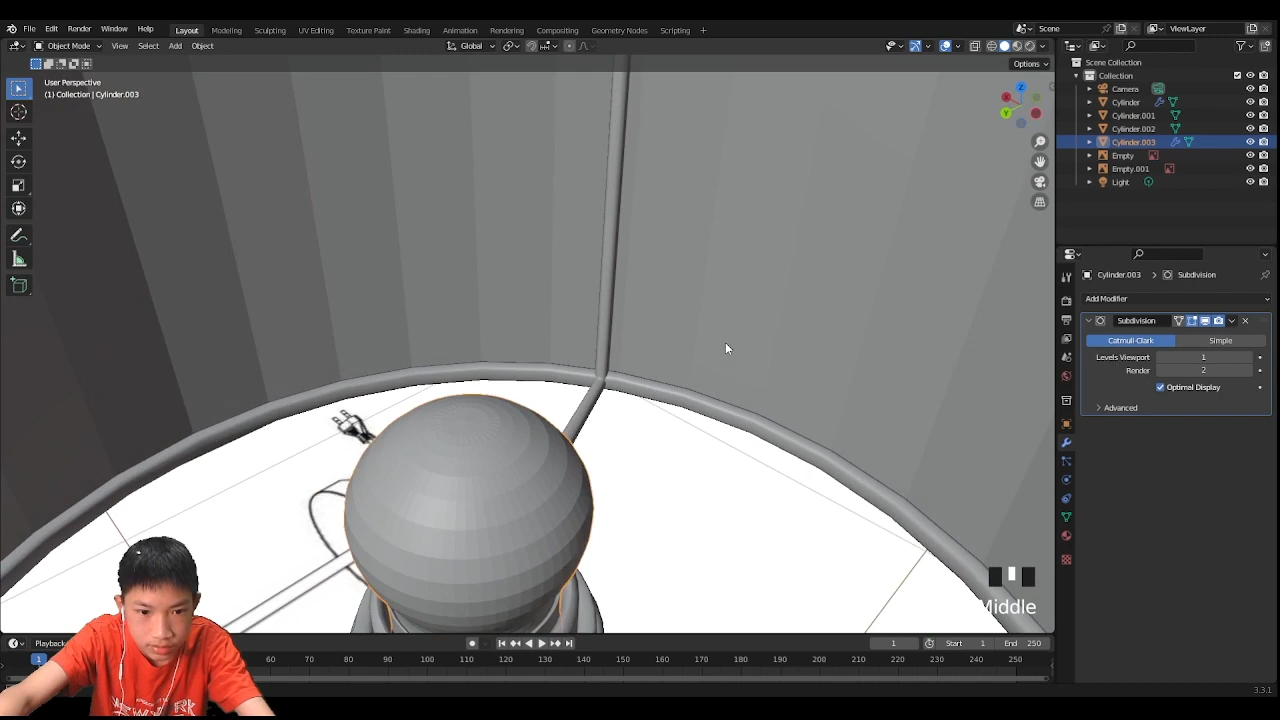 File Edit Render Window Help Layout Modeling Sculpting UV Editing Texture Paint Shading Animation Rendering Compositing Geometry Nodes Scripting + Scene ViewLayer
Object Mode View Select Add Object Global
Options
User Perspective
(1) Collection | Cylinder.003
Scene Collection
Collection
Camera
Cylinder
Cylinder.001
Cylinder.002
Cylinder.003
Empty
Empty.001
Light
Cylinder.003 > Subdivision
Add Modifier
Subdivision
Catmull-Clark Simple
Levels Viewport 1
Render 2
Optimal Display
Advanced
Middle
Playback 1 Start 1 End 250
1 60 70 80 90 100 110 120 130 140 150 160 170 180 190 200 210 220 230 240 250
3.3.1